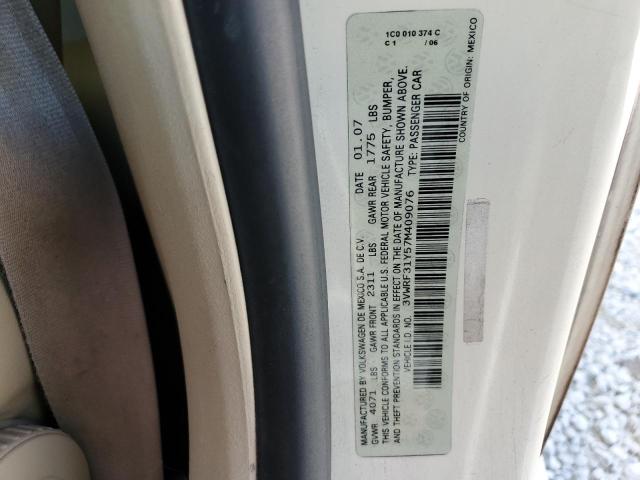 MANUFACTURED BY VOLKSWAGEN DE MEXICO S.A. DE C.V. DATE 01.07
GVWR 4071 LBS GAWR FRONT 2311 LBS GAWR REAR 1775 LBS
THIS VEHICLE CONFORMS TO ALL APPLICABLE U.S. FEDERAL MOTOR VEHICLE SAFETY, BUMPER,
AND THEFT PREVENTION STANDARDS IN EFFECT ON THE DATE OF MANUFACTURE SHOWN ABOVE.
VEHICLE I.D. NO. 3VWRF31Y57M409076 TYPE: PASSENGER CAR
COUNTRY OF ORIGIN: MEXICO
1C0 010 374 C
C 1 / 06